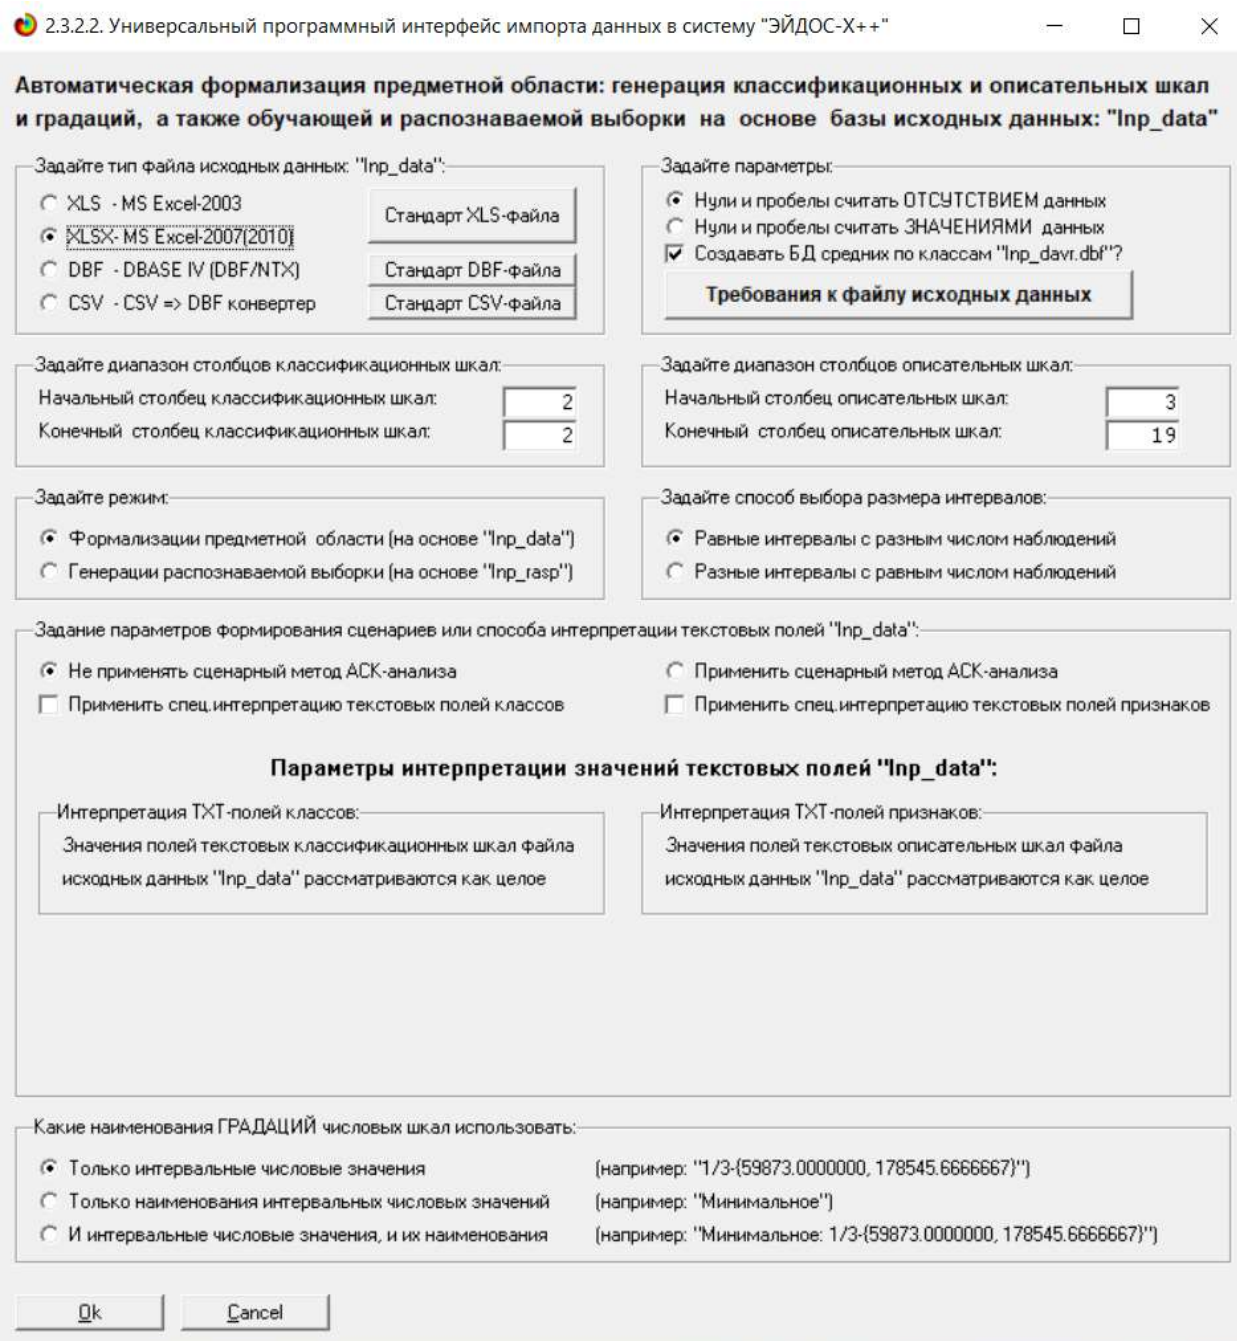 2.3.2.2. Универсальный программный интерфейс импорта данных в систему "ЭЙДОС-X++"
Автоматическая формализация предметной области: генерация классификационных и описательных шкал
и градаций, а также обучающей и распознаваемой выборки на основе базы исходных данных: "Inp_data"
Задайте тип файла исходных данных: "Inp_data":
XLS - MS Excel-2003
XLSX- MS Excel-2007(2010)
DBF - DBASE IV (DBF/NTX)
CSV - CSV => DBF конвертер
Стандарт XLS-файла
Стандарт DBF-файла
Стандарт CSV-файла
Задайте параметры:
Нули и пробелы считать ОТСУТСТВИЕМ данных
Нули и пробелы считать ЗНАЧЕНИЯМИ данных
Создавать БД средних по классам "Inp_davr.dbf"?
Требования к файлу исходных данных
Задайте диапазон столбцов классификационных шкал:
Начальный столбец классификационных шкал: 2
Конечный столбец классификационных шкал: 2
Задайте диапазон столбцов описательных шкал:
Начальный столбец описательных шкал: 3
Конечный столбец описательных шкал: 19
Задайте режим:
Формализации предметной области (на основе "Inp_data")
Генерации распознаваемой выборки (на основе "Inp_rasp")
Задайте способ выбора размера интервалов:
Равные интервалы с разным числом наблюдений
Разные интервалы с равным числом наблюдений
Задание параметров формирования сценариев или способа интерпретации текстовых полей "Inp_data":
Не применять сценарный метод АСК-анализа
Применить сценарный метод АСК-анализа
Применить спец.интерпретацию текстовых полей классов
Применить спец.интерпретацию текстовых полей признаков
Параметры интерпретации значений текстовых полей "Inp_data":
Интерпретация TXT-полей классов:
Значения полей текстовых классификационных шкал файла
исходных данных "Inp_data" рассматриваются как целое
Интерпретация TXT-полей признаков:
Значения полей текстовых описательных шкал файла
исходных данных "Inp_data" рассматриваются как целое
Какие наименования ГРАДАЦИЙ числовых шкал использовать:
Только интервальные числовые значения (например: "1/3-{59873.0000000, 178545.6666667}")
Только наименования интервальных числовых значений (например: "Минимальное")
И интервальные числовые значения, и их наименования (например: "Минимальное: 1/3-{59873.0000000, 178545.6666667}")
Ok
Cancel